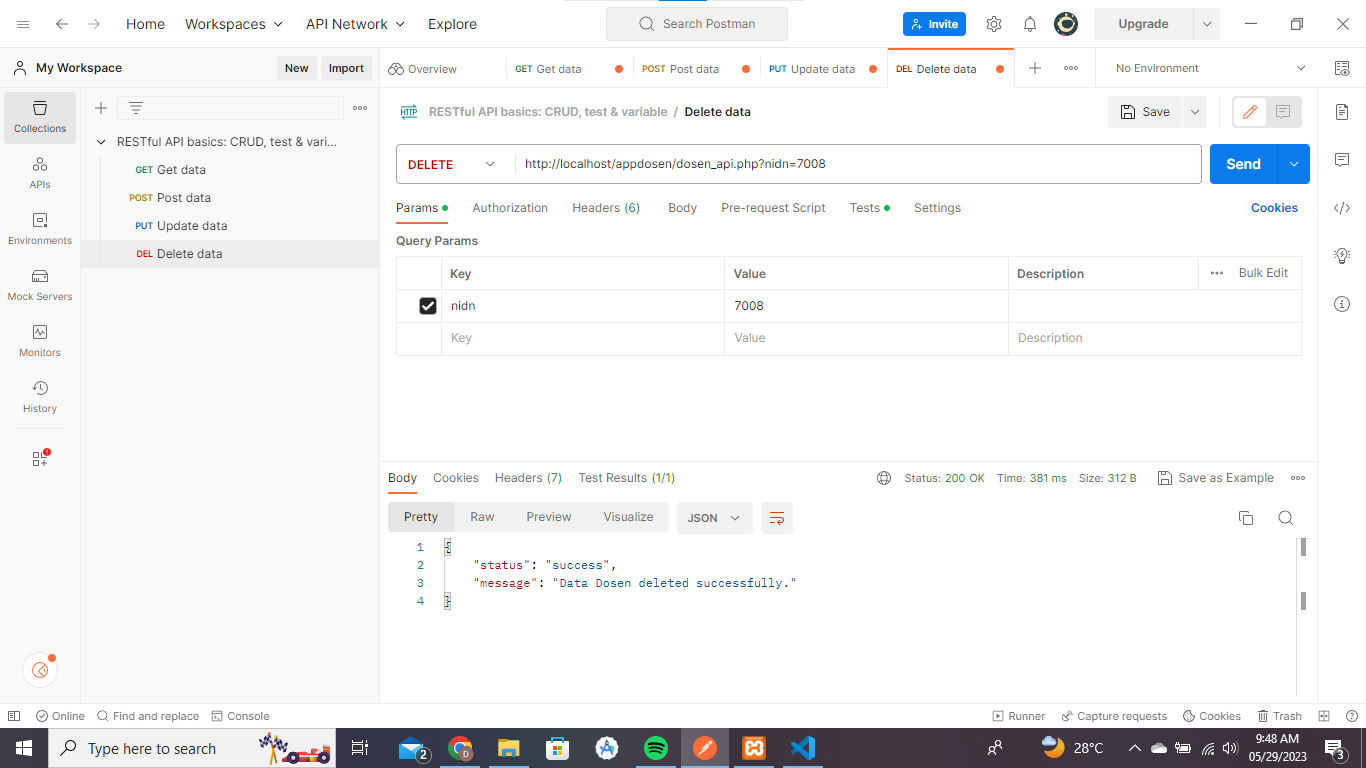 Home Workspaces API Network Explore Search Postman Invite Upgrade
My Workspace New Import Overview GET Get data POST Post data PUT Update data DEL Delete data No Environment
Collections
APIs
Environments
Mock Servers
Monitors
History
RESTful API basics: CRUD, test & vari...
GET Get data
POST Post data
PUT Update data
DEL Delete data
HTTP RESTful API basics: CRUD, test & variable / Delete data Save
DELETE http://localhost/appdosen/dosen_api.php?nidn=7008 Send
Params Authorization Headers (6) Body Pre-request Script Tests Settings Cookies
Query Params
Key Value Description Bulk Edit
nidn 7008
Key Value Description
Body Cookies Headers (7) Test Results (1/1) Status: 200 OK Time: 381 ms Size: 312 B Save as Example
Pretty Raw Preview Visualize JSON
1 {
2 "status": "success",
3 "message": "Data Dosen deleted successfully."
4 }
Online Find and replace Console Runner Capture requests Cookies Trash
Type here to search 2 D 28°C 9:48 AM
05/29/2023 3